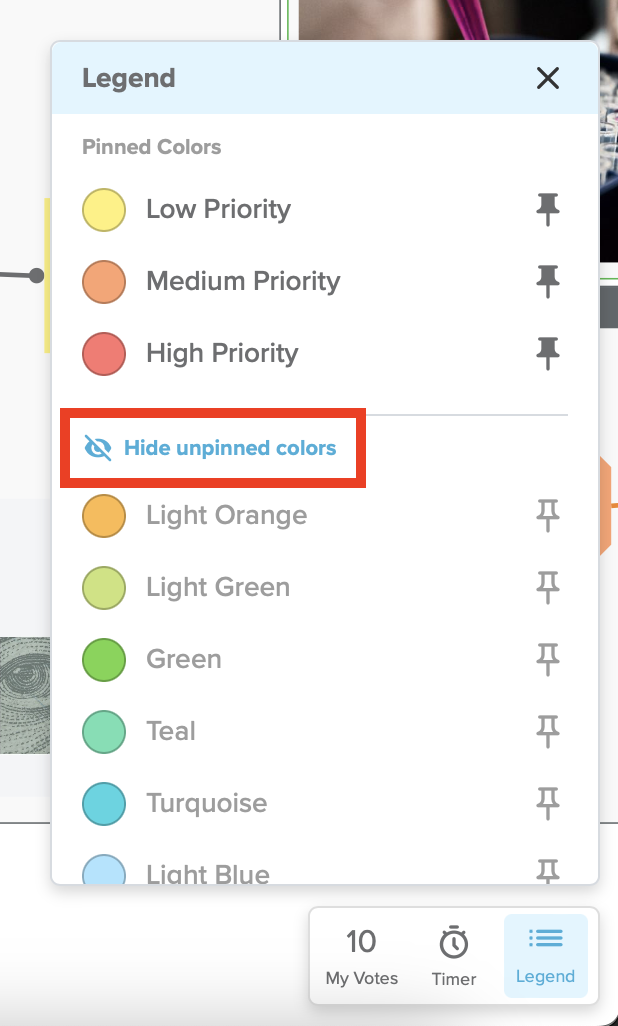 Legend
Pinned Colors
Low Priority
Medium Priority
High Priority
Hide unpinned colors
Light Orange
Light Green
Green
Teal
Turquoise
Light Blue
10
My Votes
Timer
Legend